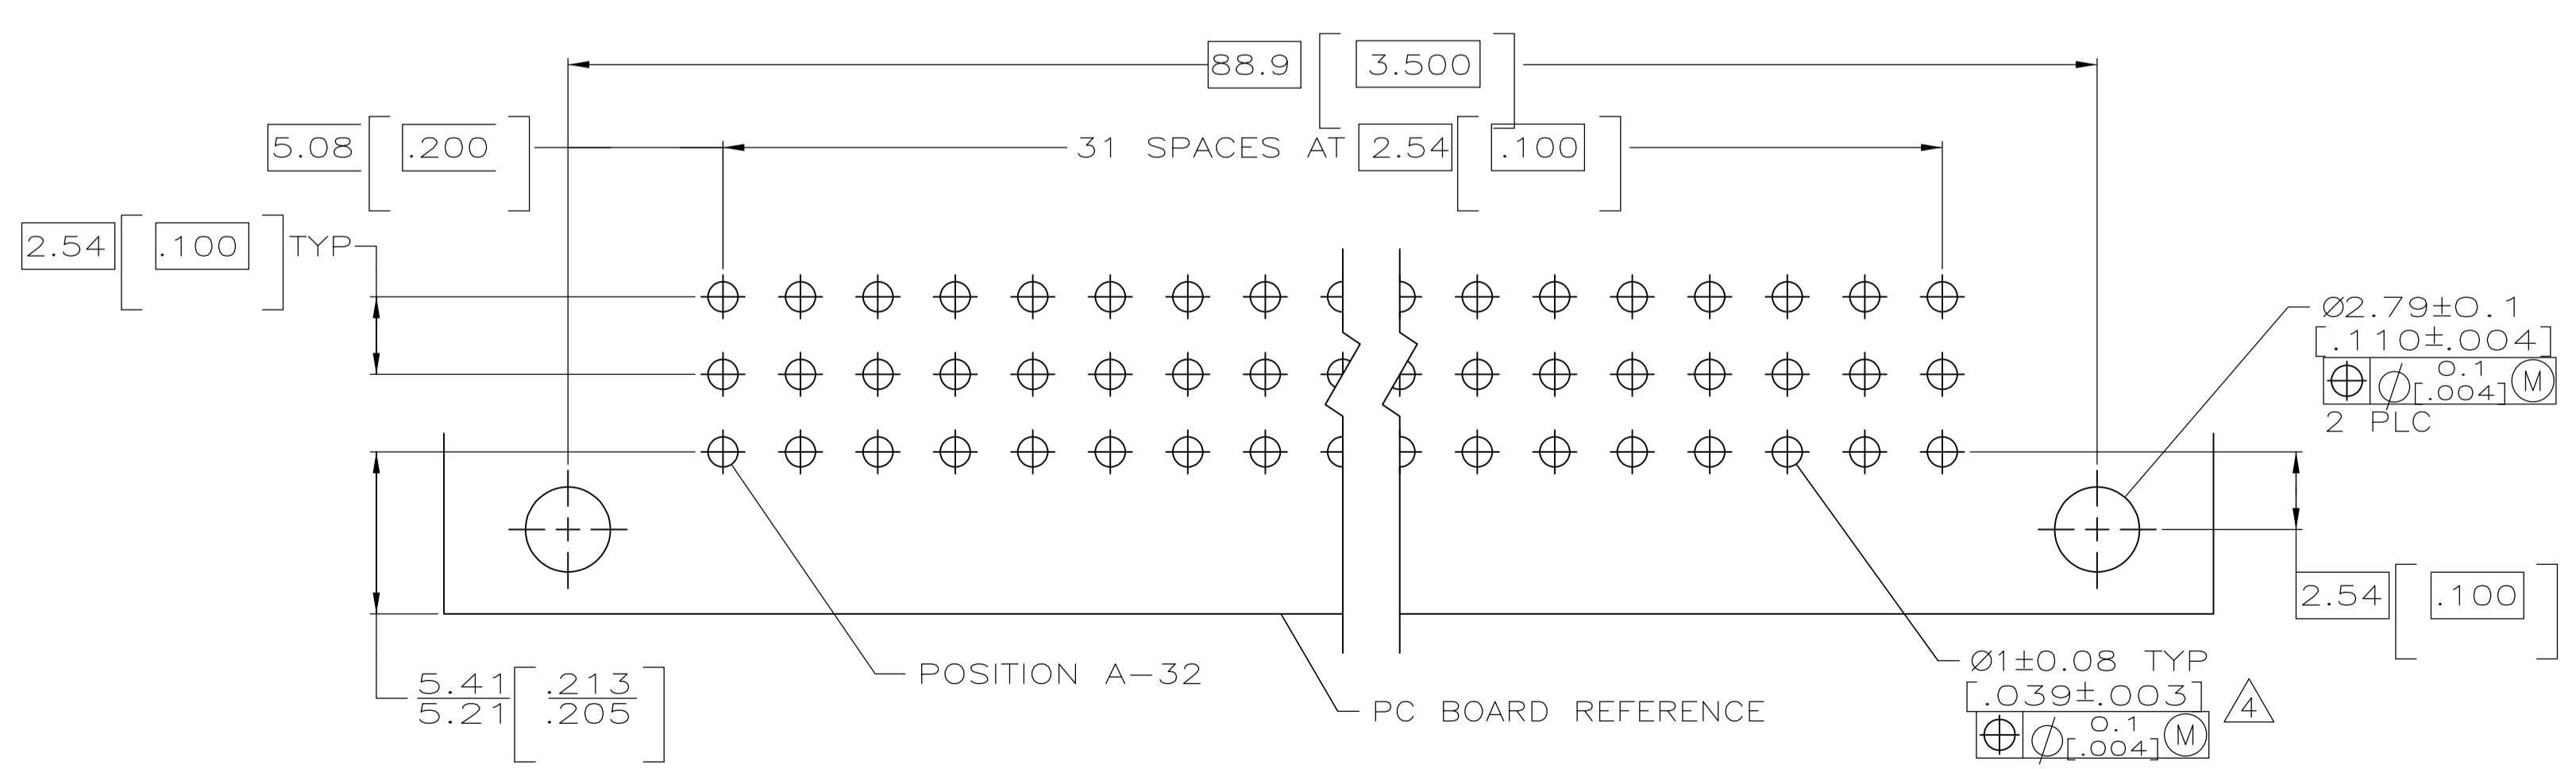 88.9 [3.500]
5.08 [.200]
31 SPACES AT 2.54 [.100]
2.54 [.100] TYP
Ø2.79±0.1
[.110±.004]
⌖ Ø 0.1 [.004] Ⓜ
2 PLC
2.54 [.100]
Ø1±0.08 TYP
[.039±.003]
⌖ Ø 0.1 [.004] Ⓜ
4
POSITION A-32
5.41 [.213
5.21 .205]
PC BOARD REFERENCE